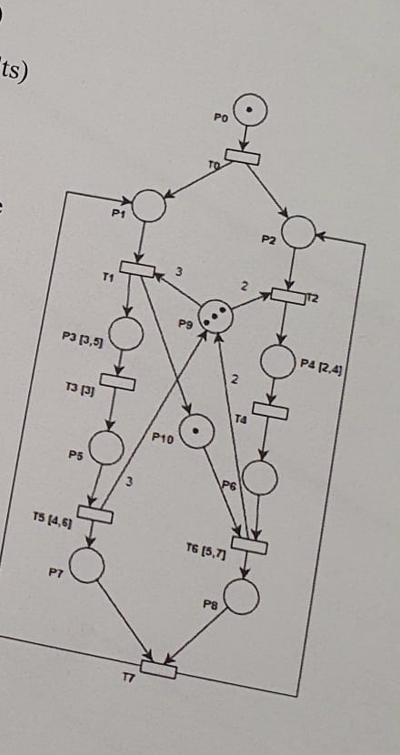 )
ts)
e
P0
T0
P1
P2
T1
3
2
T2
P9
P3 [3,5]
P4 [2,4]
T3 [3]
2
T4
P10
P5
P6
3
T5 [4,6]
T6 [5,7]
P7
P8
T7